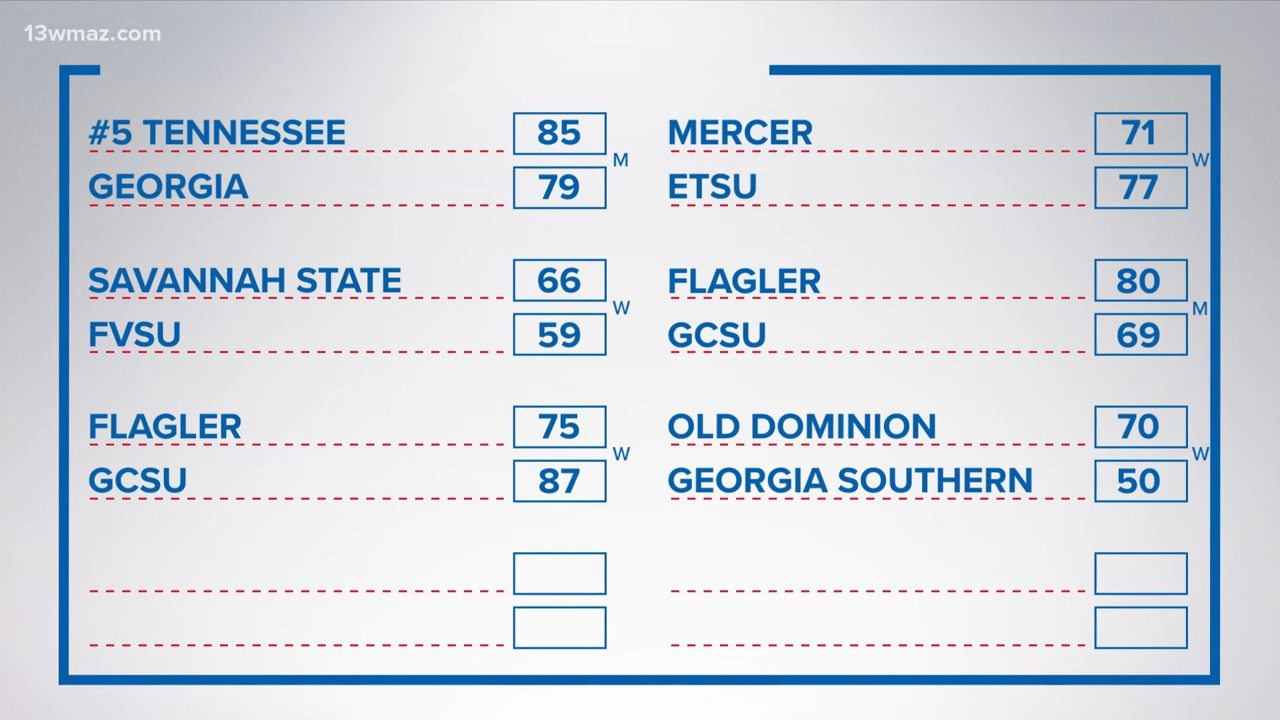 13wmaz.com
#5 TENNESSEE 85
M
GEORGIA 79
SAVANNAH STATE 66
W
FVSU 59
FLAGLER 75
W
GCSU 87
MERCER 71
W
ETSU 77
FLAGLER 80
M
GCSU 69
OLD DOMINION 70
W
GEORGIA SOUTHERN 50